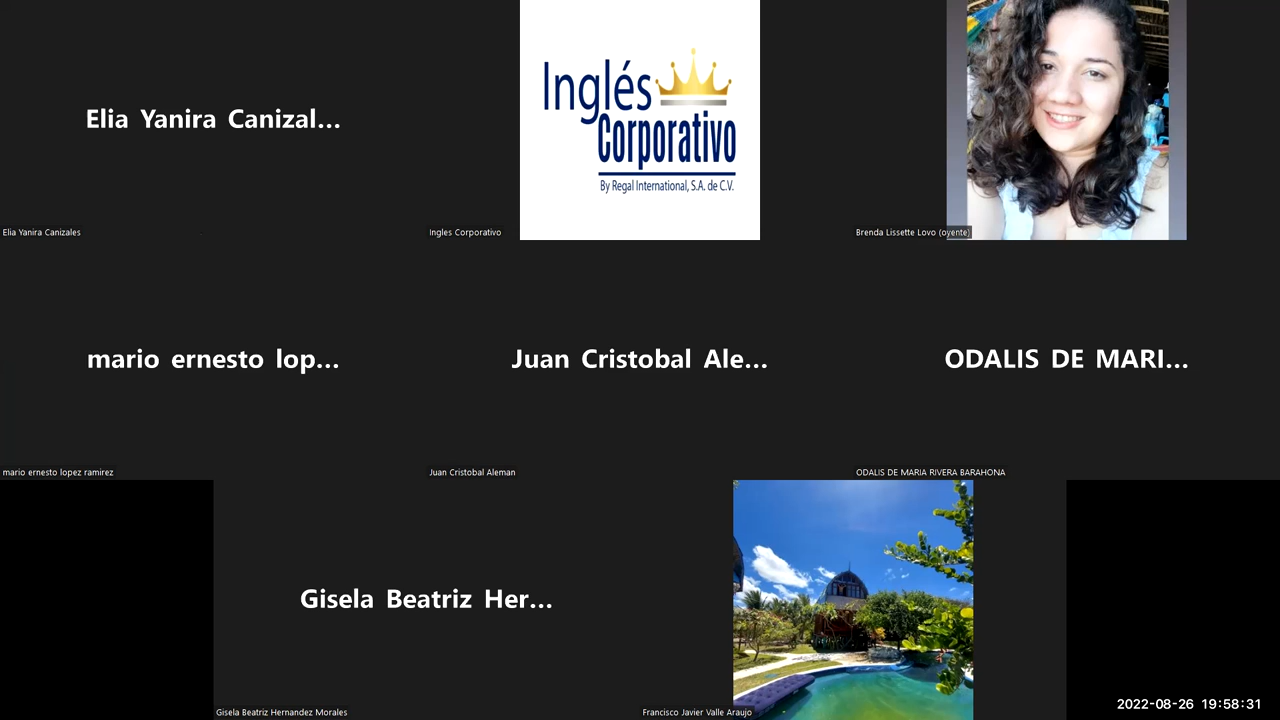 Elia Yanira Canizal...
Elia Yanira Canizales
Inglés
Corporativo
By Regal International, S.A. de C.V.
Ingles Corporativo
Brenda Lissette Lovo (oyente)
mario ernesto lop...
Juan Cristobal Ale...
ODALIS DE MARI...
mario ernesto lopez ramirez
Juan Cristobal Aleman
ODALIS DE MARIA RIVERA BARAHONA
Gisela Beatriz Her...
Gisela Beatriz Hernandez Morales
Francisco Javier Valle Araujo
2022-08-26 19:58:31